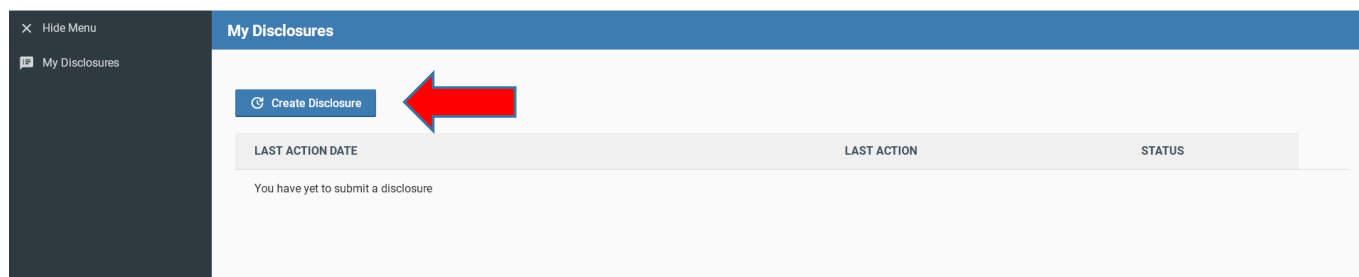 Hide Menu
My Disclosures
My Disclosures
Create Disclosure
LAST ACTION DATE LAST ACTION STATUS
You have yet to submit a disclosure